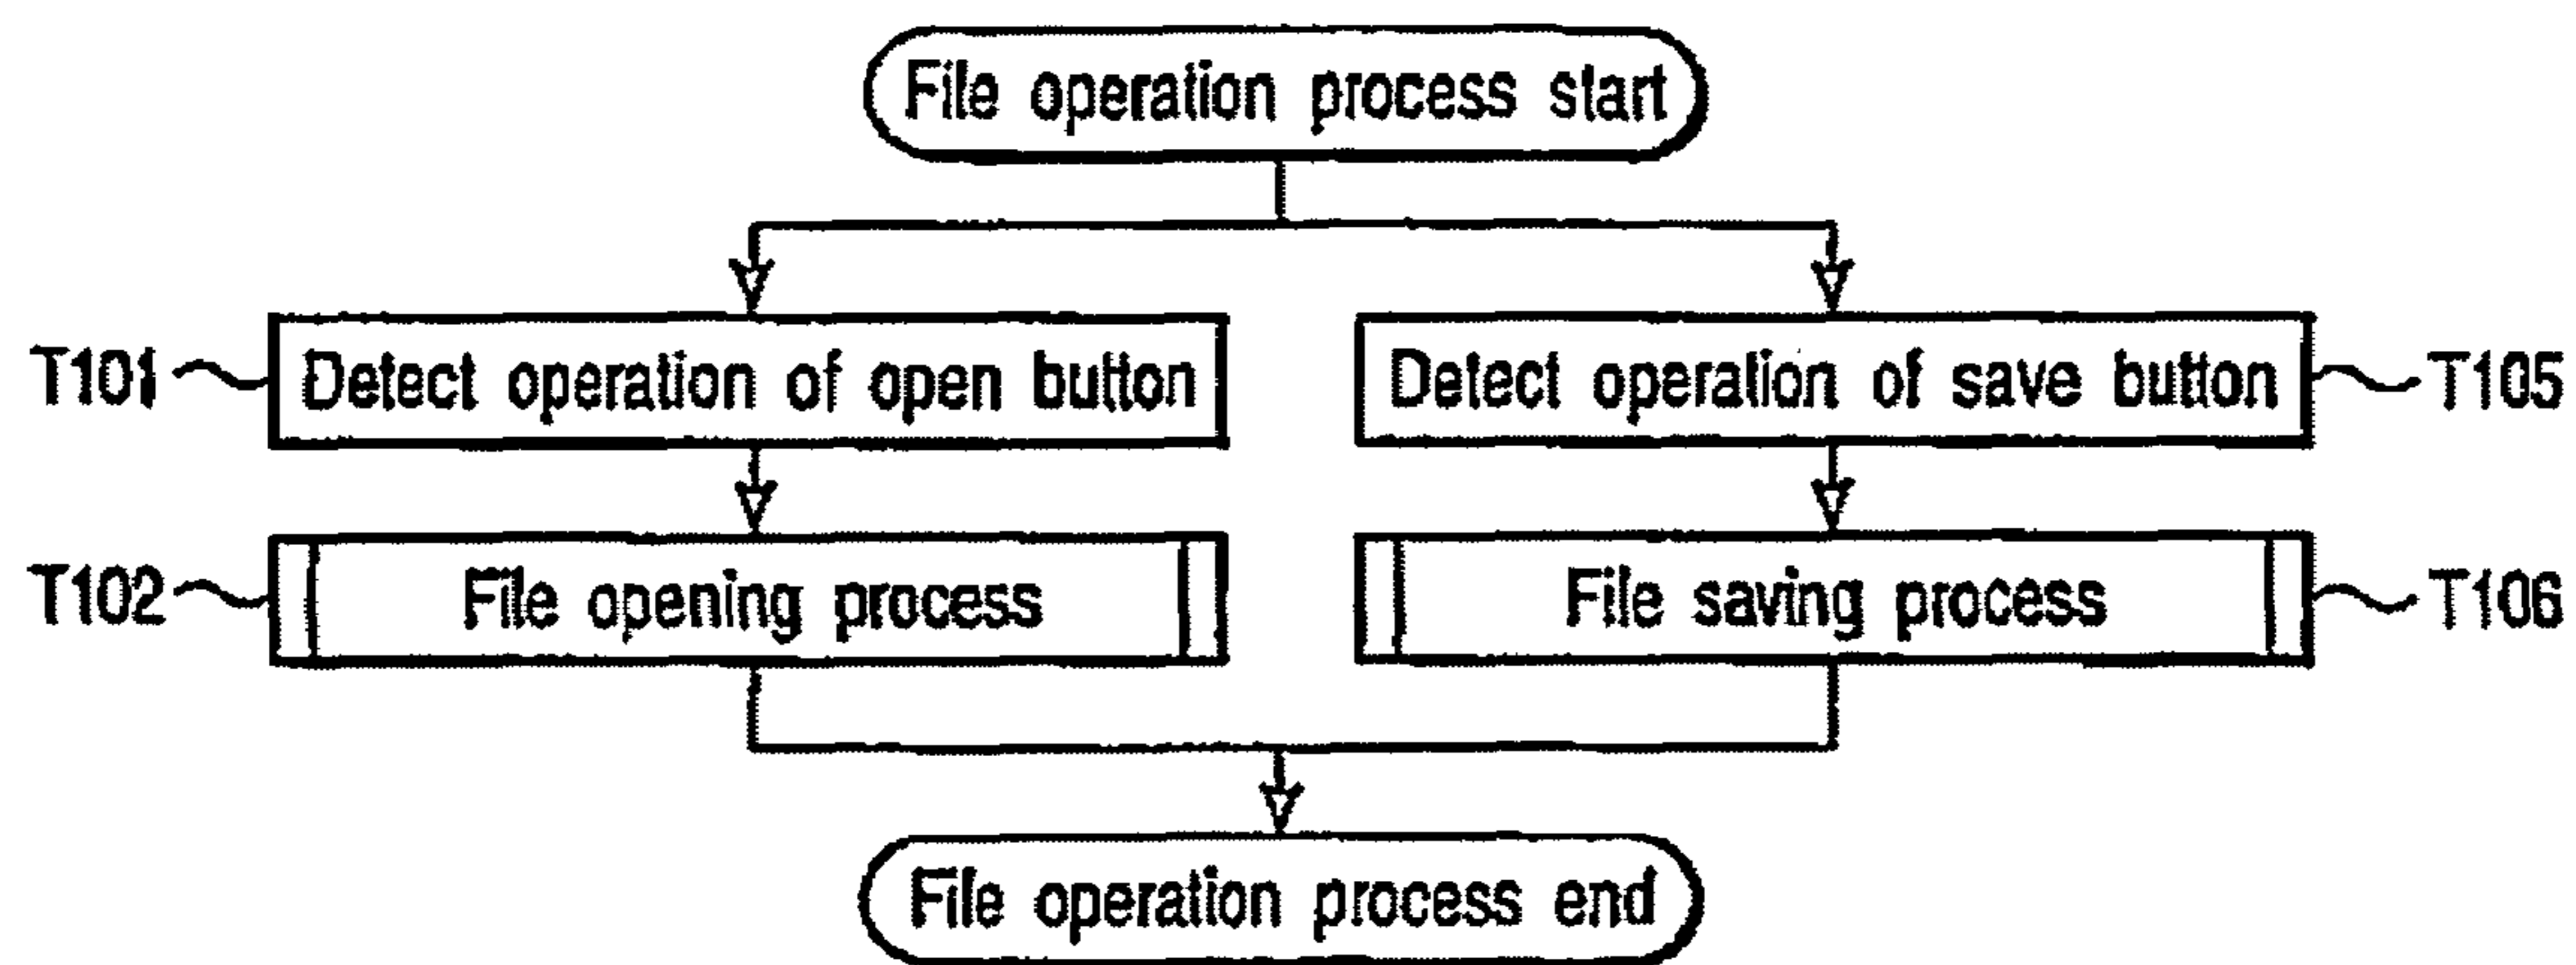 File operation process start
T101 Detect operation of open button
Detect operation of save button T105
T102 File opening process
File saving process T106
File operation process end